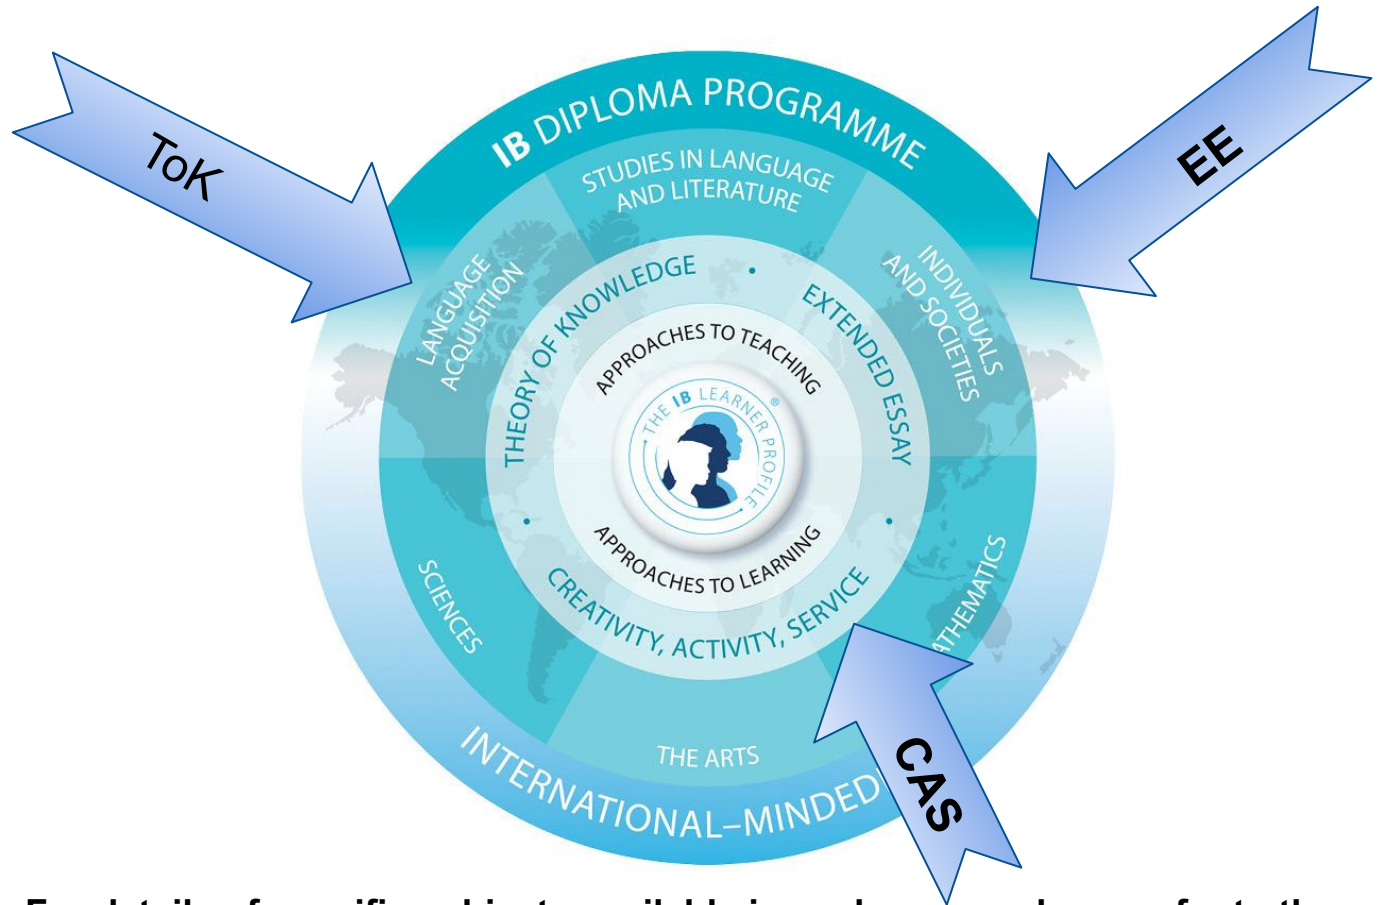 ToK
EE
IB DIPLOMA PROGRAMME
STUDIES IN LANGUAGE
AND LITERATURE
LANGUAGE
ACQUISITION
INDIVIDUALS
AND SOCIETIES
THEORY OF KNOWLEDGE
EXTENDED ESSAY
APPROACHES TO TEACHING
THE IB LEARNER PROFILE ®
APPROACHES TO LEARNING
CREATIVITY, ACTIVITY, SERVICE
SCIENCES
ATHEMATICS
THE ARTS
INTERNATIONAL–MINDED
CAS